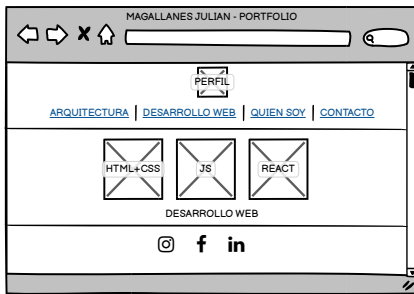 MAGALLANES JULIAN - PORTFOLIO
PERFIL
ARQUITECTURA | DESARROLLO WEB | QUIEN SOY | CONTACTO
HTML+CSS JS REACT
DESARROLLO WEB